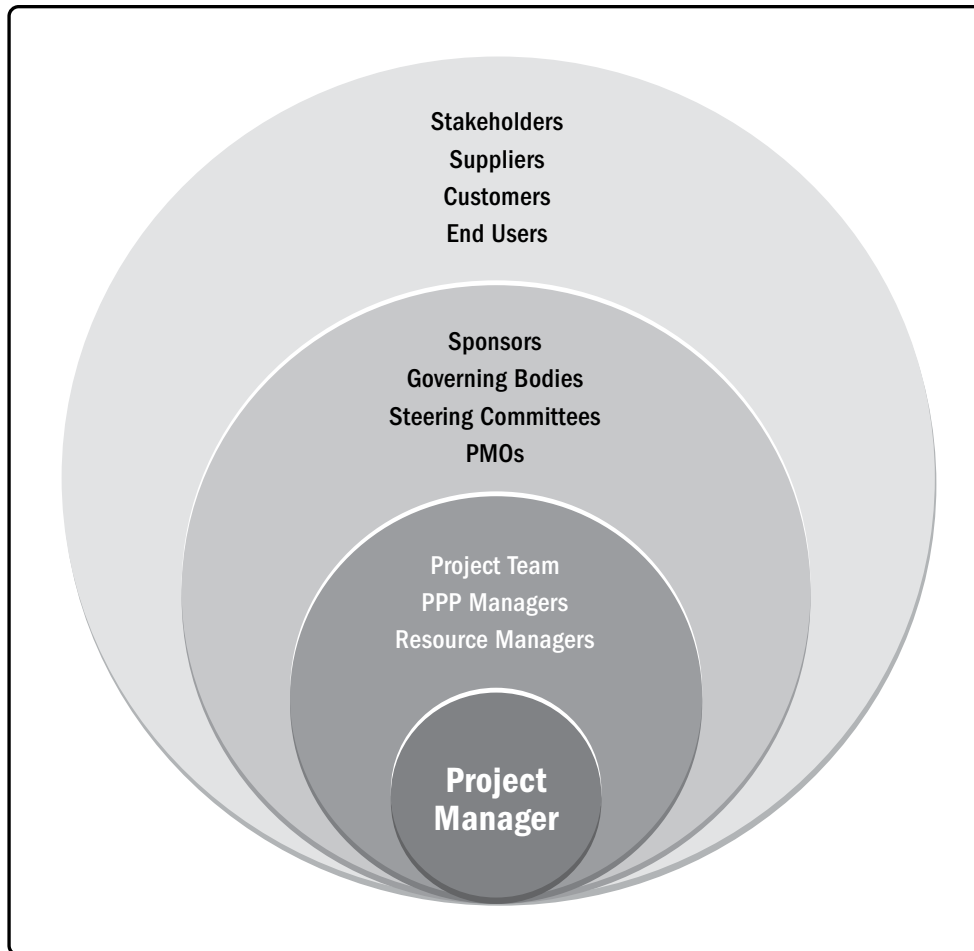 Stakeholders
Suppliers
Customers
End Users
Sponsors
Governing Bodies
Steering Committees
PMOs
Project Team
PPP Managers
Resource Managers
Project
Manager